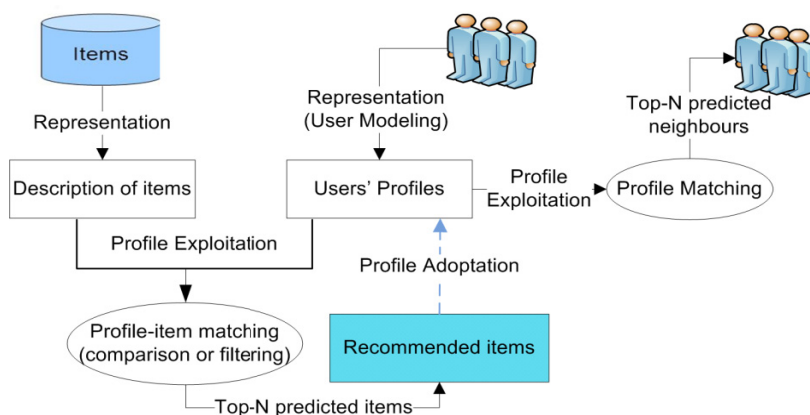 Items
Representation
Representation
(User Modeling)
Top-N predicted
neighbours
Description of items
Users' Profiles
Profile
Exploitation
Profile Matching
Profile Exploitation
Profile Adoptation
Profile-item matching
(comparison or filtering)
Recommended items
Top-N predicted items